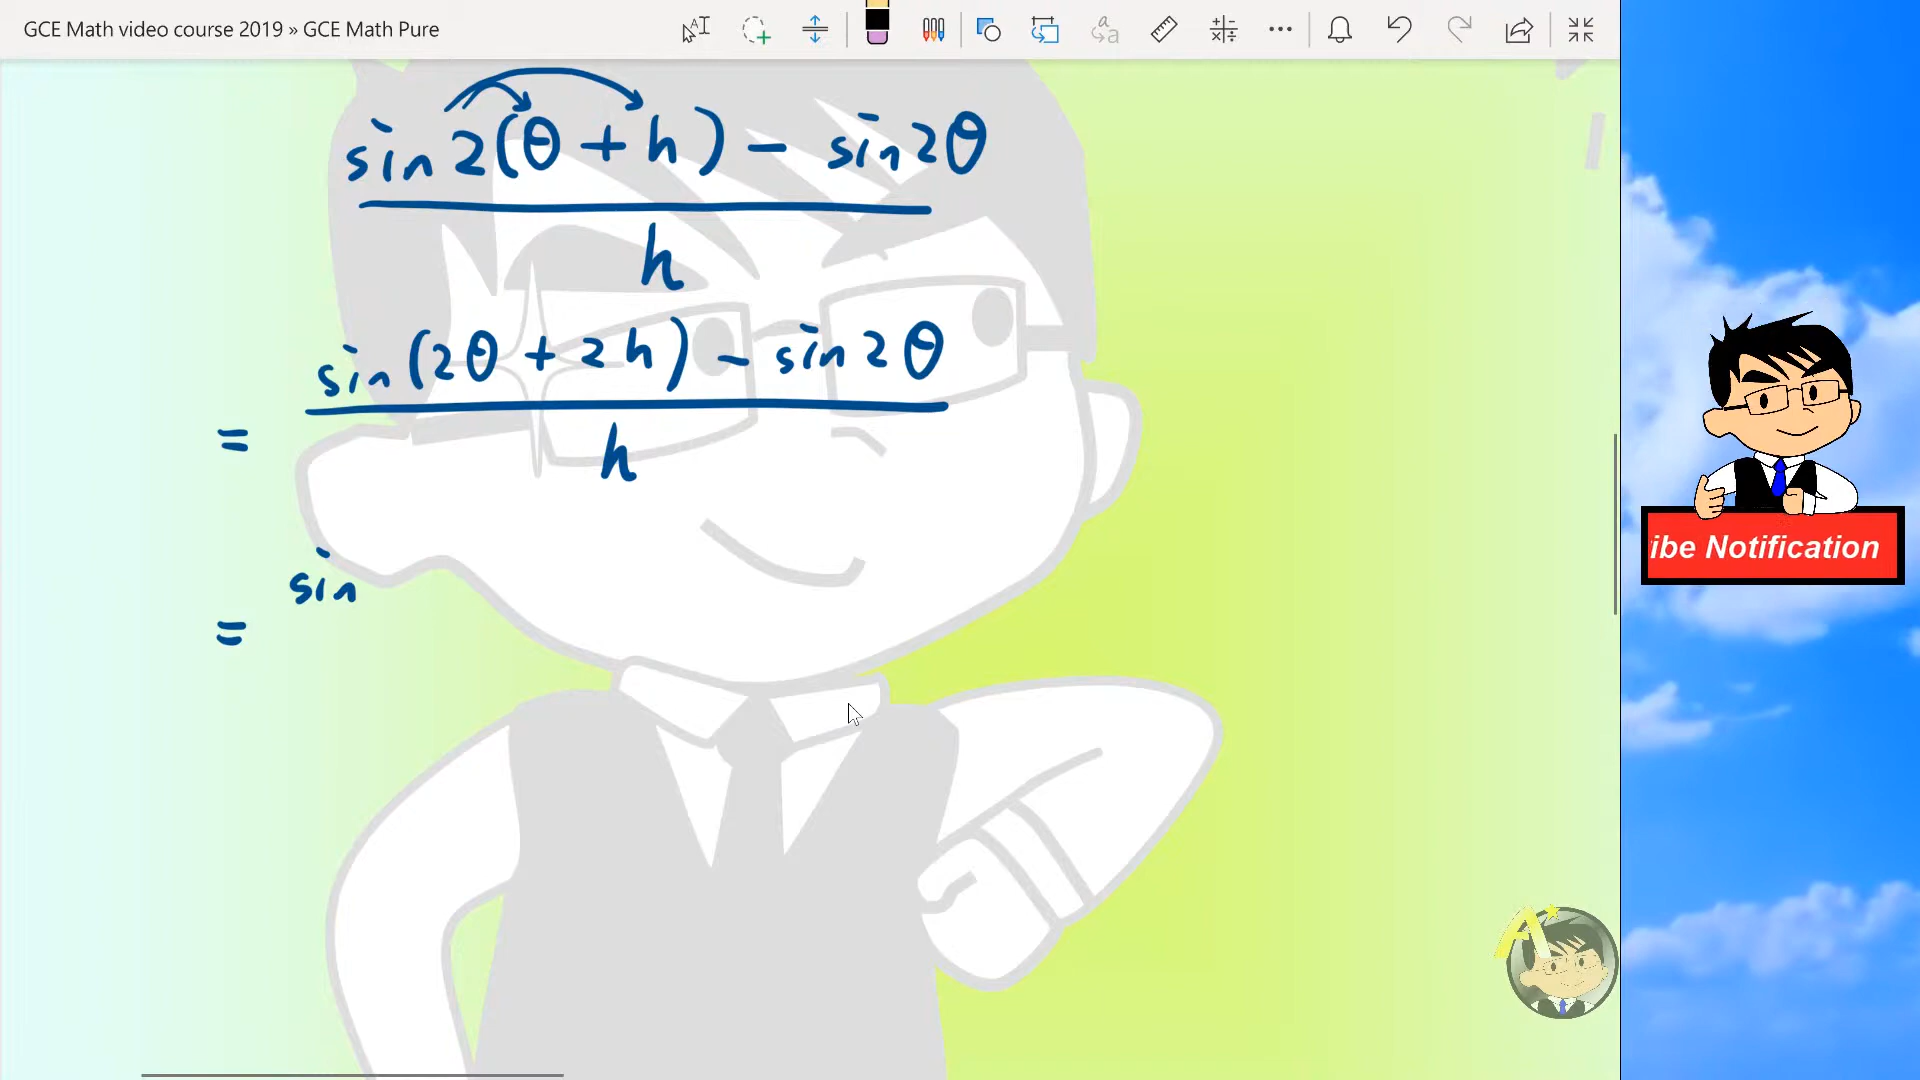 GCE Math video course 2019 » GCE Math Pure
sin 2(θ + h) - sin 2θ
h
= sin(2θ + 2h) - sin 2θ
h
= sin
ibe Notification
A*